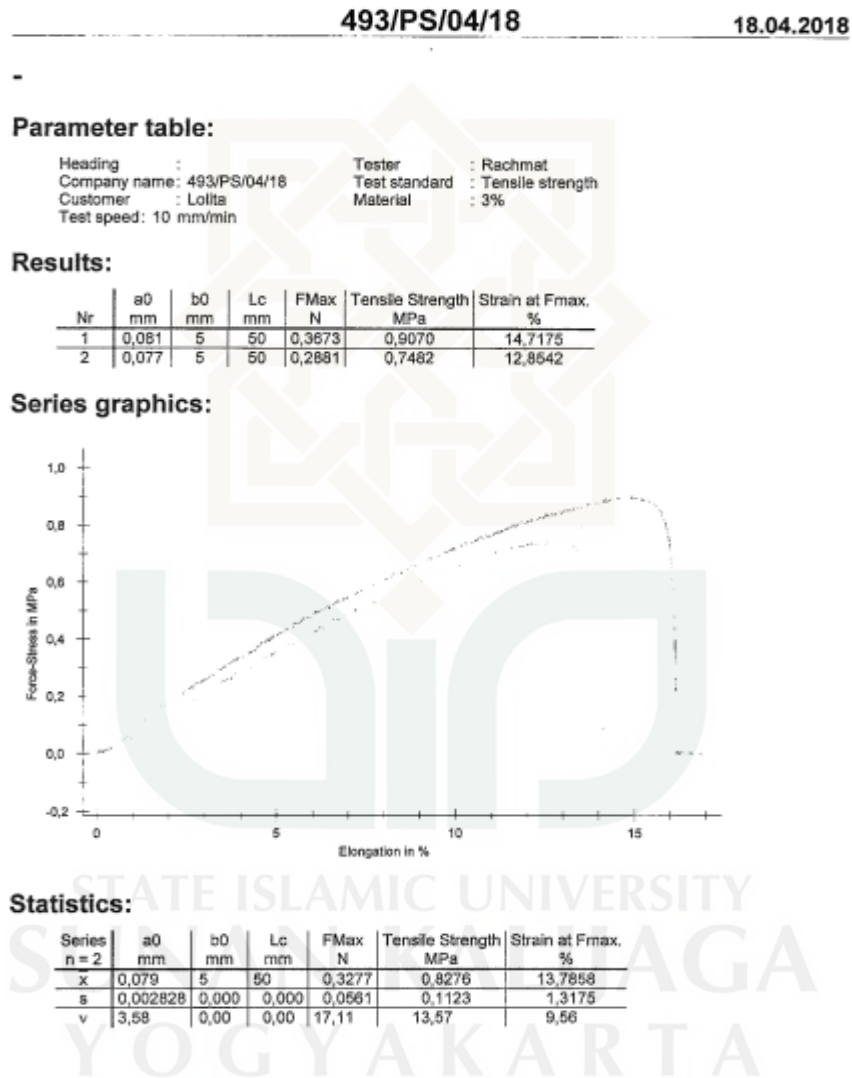 493/PS/04/18 18.04.2018
-
Parameter table:
Heading : Tester : Rachmat
Company name: 493/PS/04/18 Test standard : Tensile strength
Customer : Lolita Material : 3%
Test speed: 10 mm/min
Results:
a0 b0 Lc FMax Tensile Strength Strain at Fmax.
Nr mm mm mm N MPa %
1 0,081 5 50 0,3673 0,9070 14,7175
2 0,077 5 50 0,2881 0,7482 12,8542
Series graphics:
1,0
0,8
0,6
0,4
0,2
0,0
-0,2
Force-Stress in MPa
0 5 10 15
Elongation in %
STATE ISLAMIC UNIVERSITY
Statistics:
SUNAN KALIJAGA
Series a0 b0 Lc FMax Tensile Strength Strain at Fmax.
n = 2 mm mm mm N MPa %
x̄ 0,079 5 50 0,3277 0,8276 13,7858
s 0,002828 0,000 0,000 0,0561 0,1123 1,3175
v 3,58 0,00 0,00 17,11 13,57 9,56
YOGYAKARTA